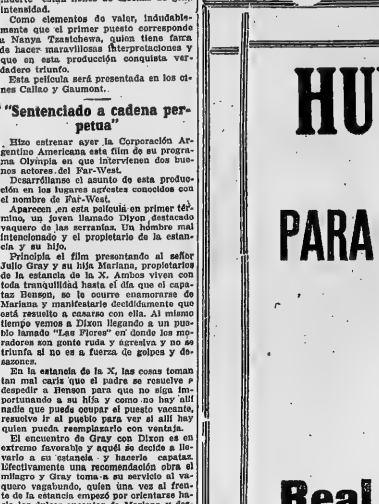 intensidad.
Como elementos de valer, indudable-
mente que el primer puesto corresponde
a Nanya Tzastchewa, quien tiene fama
de hacer maravillosas interpretaciones y
que en esta producción conquista ver-
dadero triunfo.
Esta película será presentada en los ci-
nes Callao y Gaumont.
"Sentenciado a cadena per-
petua"
Hizo estrenar ayer la Corporación Ar-
gentino Americana este film de su progra-
ma Olympia en que intervienen dos bue-
nos actores del Far-West.
Desarróllanse el asunto de esta produc-
ción en los lugares agrestes conocidos con
el nombre de Far-West.
Aparecen en esta película en primer tér-
mino, un joven llamado Dixon destacado
vaquero de las serranías. Un hombre mal
intencionado y el propietario de la estan-
cia y su hijo.
Principia el film presentando al señor
Julio Gray y su hija Mariana, propietarios
de la estancia de la X. Ambos viven con
toda tranquilidad hasta el día que el capa-
taz Benson, se le ocurre enamorarse de
Mariana y manifestarle decididamente que
está resuelto a casarse con ella. Al mismo
tiempo vemos a Dixon llegando a un pue-
blo lamado "Las Flores" en donde los mo-
radores son gente ruda y agresiva y no se
triunfa si no es a fuerza de golpes y de-
sazones.
En la estancia de la X, las cosas toman
tan mal cariz que el padre se resuelve a
despedir a Benson para que no siga im-
portunando a su hija y como no hay allí
nadie que puede ocupar el puesto vacante,
resuelve ir al pueblo para ver si allí hay
quien pueda reemplazarlo con ventaja.
El encuentro de Gray con Dixon es en
extremo favorable y aquél se decide a lle-
varlo a su estancia y hacerlo capataz.
Efectivamente una recomendación obra el
milagro y Gray toma a su servicio al va-
quero vagabundo, quien una vez al fren-
te de la estancia empezó por orientarse ha-
HU
PARA
Real